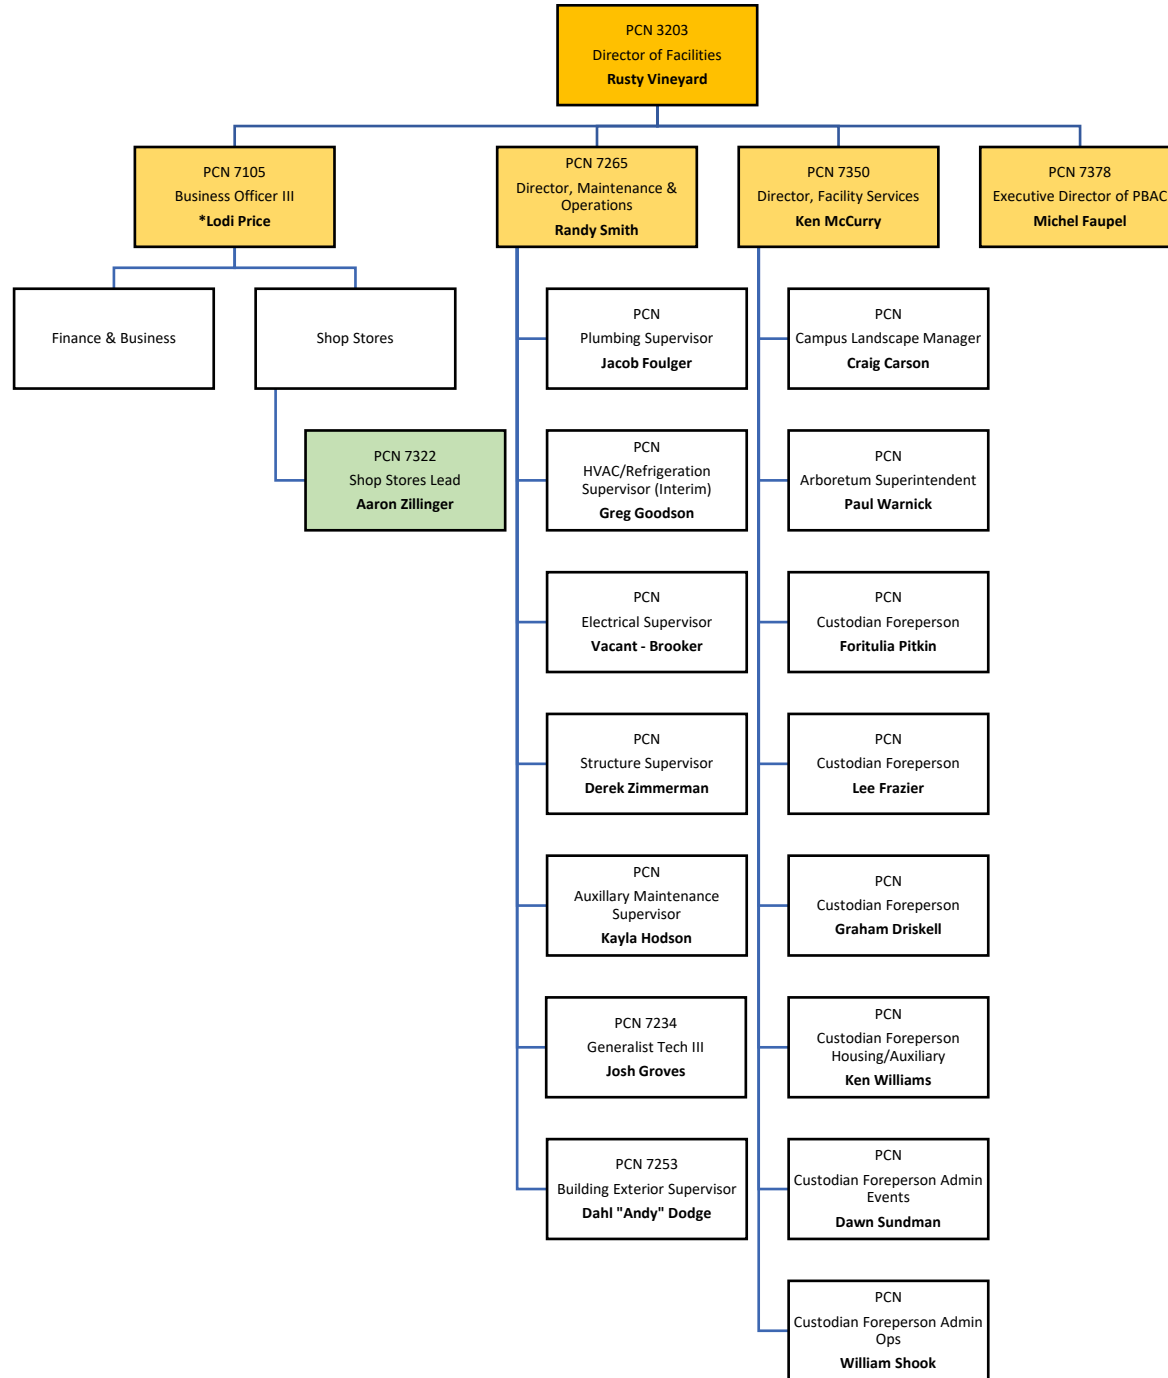 PCN 3203
Director of Facilities
Rusty Vineyard
PCN 7105
Business Officer III
*Lodi Price
PCN 7265
Director, Maintenance &
Operations
Randy Smith
PCN 7350
Director, Facility Services
Ken McCurry
PCN 7378
Executive Director of PBAC
Michel Faupel
Finance & Business
Shop Stores
PCN 7322
Shop Stores Lead
Aaron Zillinger
PCN
Plumbing Supervisor
Jacob Foulger
PCN
HVAC/Refrigeration
Supervisor (Interim)
Greg Goodson
PCN
Electrical Supervisor
Vacant - Brooker
PCN
Structure Supervisor
Derek Zimmerman
PCN
Auxillary Maintenance
Supervisor
Kayla Hodson
PCN 7234
Generalist Tech III
Josh Groves
PCN 7253
Building Exterior Supervisor
Dahl "Andy" Dodge
PCN
Campus Landscape Manager
Craig Carson
PCN
Arboretum Superintendent
Paul Warnick
PCN
Custodian Foreperson
Foritulia Pitkin
PCN
Custodian Foreperson
Lee Frazier
PCN
Custodian Foreperson
Graham Driskell
PCN
Custodian Foreperson
Housing/Auxiliary
Ken Williams
PCN
Custodian Foreperson Admin
Events
Dawn Sundman
PCN
Custodian Foreperson Admin
Ops
William Shook